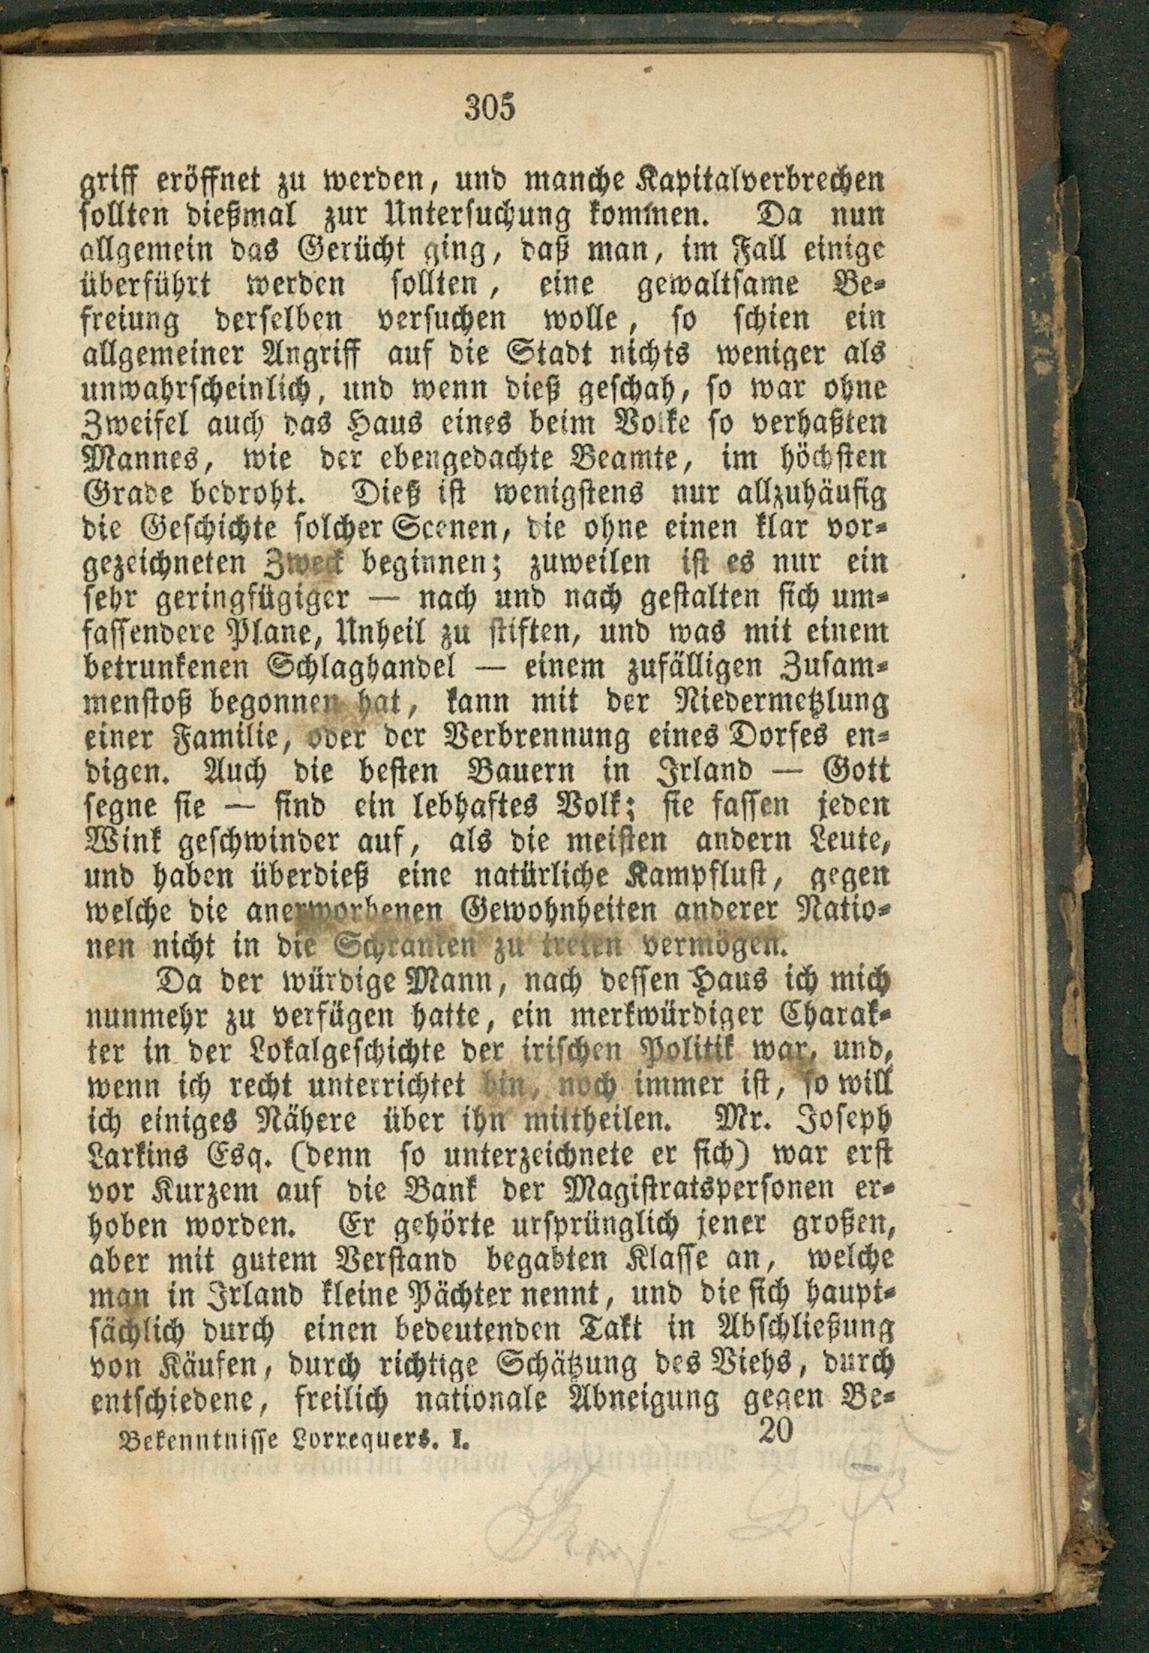 305
griff eröffnet zu werden, und manche Kapitalverbrechen
sollten dießmal zur Untersuchung kommen. Da nun
allgemein das Gerücht ging, daß man, im Fall einige
überführt werden sollten, eine gewaltsame Be-
freiung derselben versuchen wolle, so schien ein
allgemeiner Angriff auf die Stadt nichts weniger als
unwahrscheinlich, und wenn dieß geschah, so war ohne
Zweifel auch das Haus eines beim Volke so verhaßten
Mannes, wie der ebengedachte Beamte, im höchsten
Grade bedroht. Dieß ist wenigstens nur allzuhäufig
die Geschichte solcher Scenen, die ohne einen klar vor-
gezeichneten Zweck beginnen; zuweilen ist es nur ein
sehr geringfügiger — nach und nach gestalten sich um-
fassendere Plane, Unheil zu stiften, und was mit einem
betrunkenen Schlaghandel — einem zufälligen Zusam-
menstoß begonnen hat, kann mit der Niedermetzlung
einer Familie, oder der Verbrennung eines Dorfes en-
digen. Auch die besten Bauern in Irland — Gott
segne sie — sind ein lebhaftes Volk; sie fassen jeden
Wink geschwinder auf, als die meisten andern Leute,
und haben überdieß eine natürliche Kampflust, gegen
welche die anerworbenen Gewohnheiten anderer Natio-
nen nicht in die Schranken zu treten vermögen.
Da der würdige Mann, nach dessen Haus ich mich
nunmehr zu verfügen hatte, ein merkwürdiger Charak-
ter in der Lokalgeschichte der irischen Politik war, und,
wenn ich recht unterrichtet bin, noch immer ist, so will
ich einiges Nähere über ihn mittheilen. Mr. Joseph
Larkins Esq. (denn so unterzeichnete er sich) war erst
vor Kurzem auf die Bank der Magistratspersonen er-
hoben worden. Er gehörte ursprünglich jener großen,
aber mit gutem Verstand begabten Klasse an, welche
man in Irland kleine Pächter nennt, und die sich haupt-
sächlich durch einen bedeutenden Takt in Abschließung
von Käufen, durch richtige Schätzung des Viehs, durch
entschiedene, freilich nationale Abneigung gegen Be-
Bekenntnisse Lorrequers. I. 20